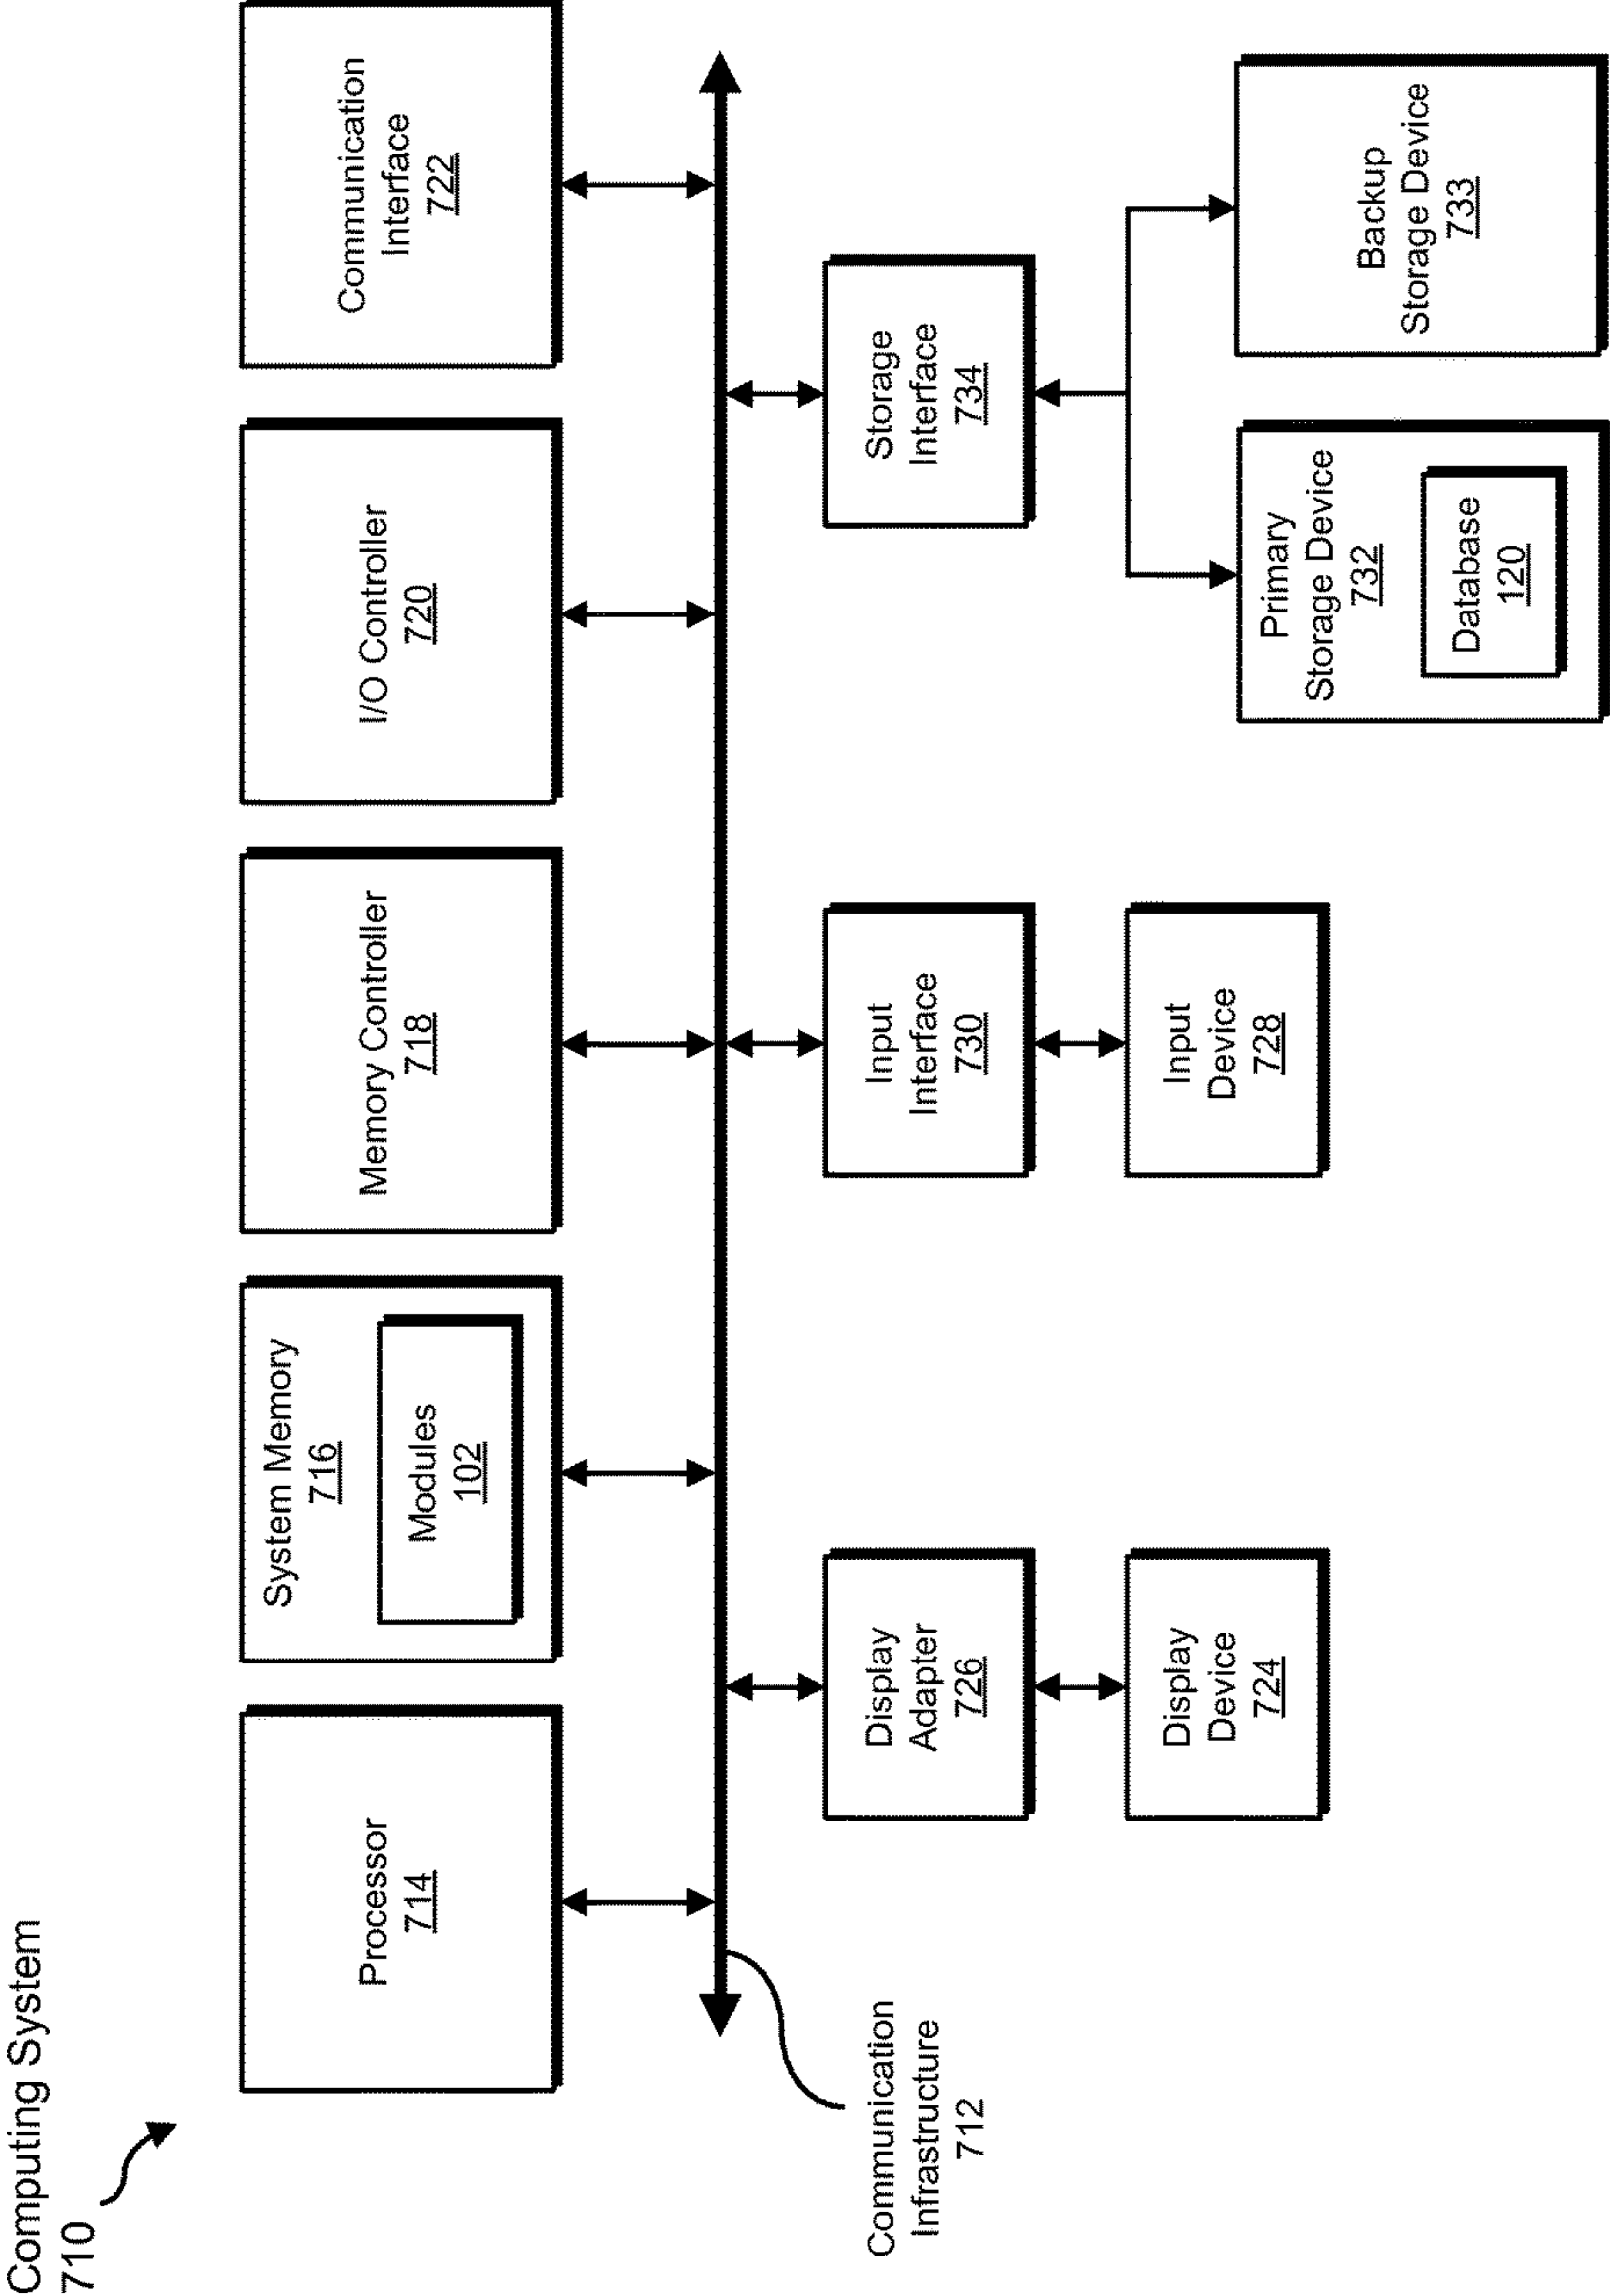 Computing System
710
Processor
714
System Memory
716
Modules
102
Memory Controller
718
I/O Controller
720
Communication
Interface
722
Communication
Infrastructure
712
Display
Adapter
726
Input
Interface
730
Storage
Interface
734
Display
Device
724
Input
Device
728
Primary
Storage Device
732
Database
120
Backup
Storage Device
733